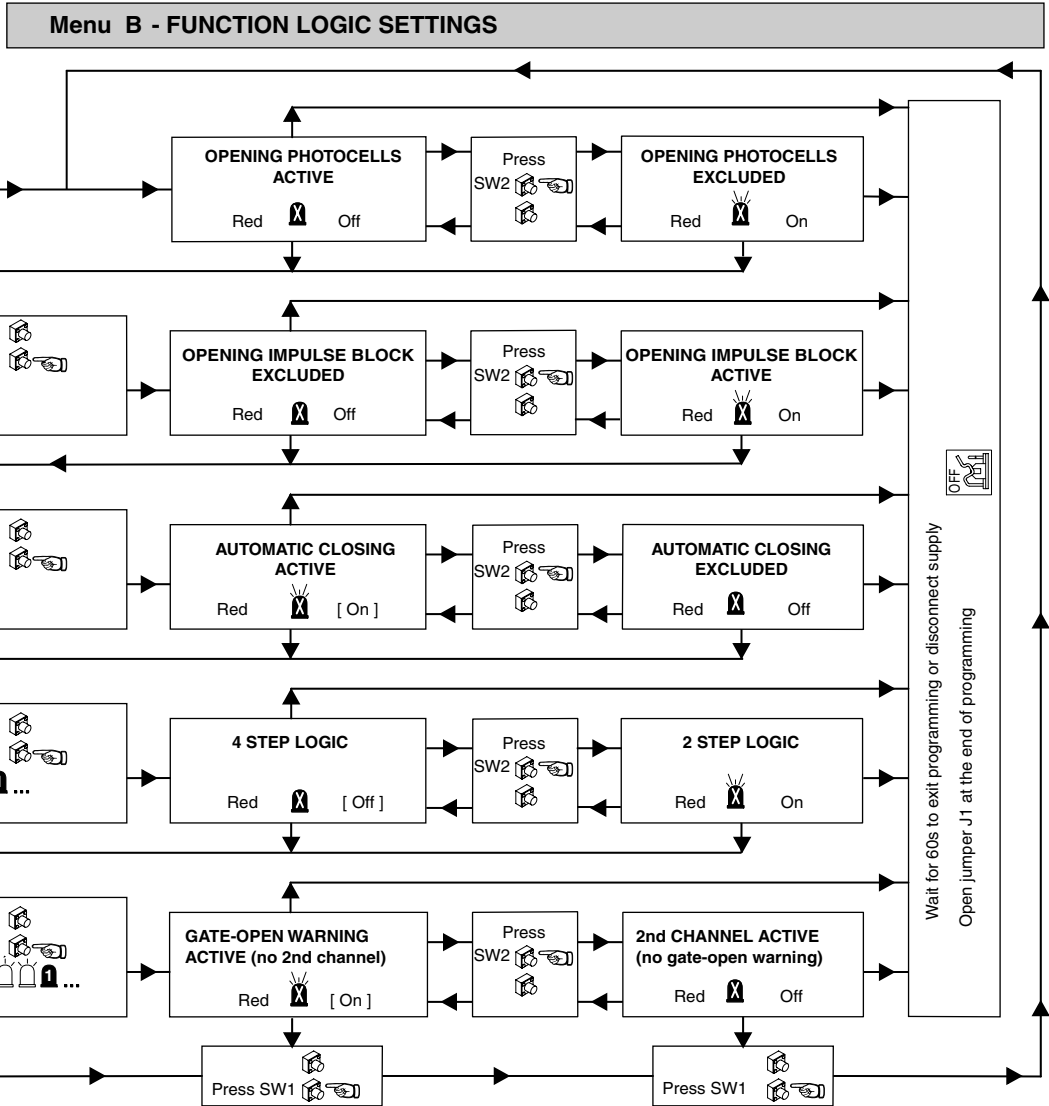 Menu B - FUNCTION LOGIC SETTINGS
OPENING PHOTOCELLS
ACTIVE
Red X Off
Press
SW2
OPENING PHOTOCELLS
EXCLUDED
Red X On
OPENING IMPULSE BLOCK
EXCLUDED
Red X Off
Press
SW2
OPENING IMPULSE BLOCK
ACTIVE
Red X On
AUTOMATIC CLOSING
ACTIVE
Red X [ On ]
Press
SW2
AUTOMATIC CLOSING
EXCLUDED
Red X Off
...
4 STEP LOGIC
Red X [ Off ]
Press
SW2
2 STEP LOGIC
Red X On
1 ...
GATE-OPEN WARNING
ACTIVE (no 2nd channel)
Red X [ On ]
Press
SW2
2nd CHANNEL ACTIVE
(no gate-open warning)
Red X Off
Press SW1
Press SW1
OFF
Wait for 60s to exit programming or disconnect supply
Open jumper J1 at the end of programming